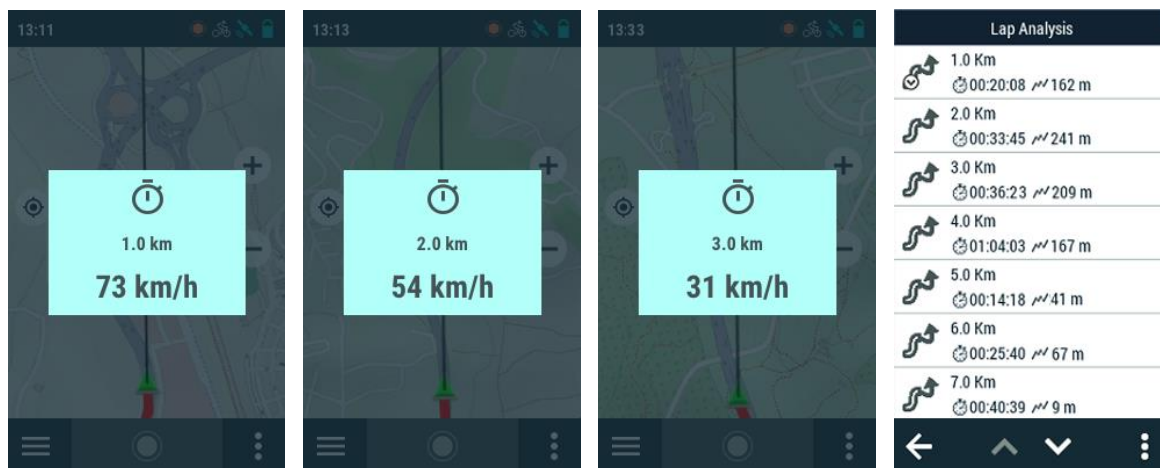 13:11
1.0 km
73 km/h
13:13
2.0 km
54 km/h
13:33
3.0 km
31 km/h
Lap Analysis
1.0 Km
00:20:08 162 m
2.0 Km
00:33:45 241 m
3.0 Km
00:36:23 209 m
4.0 Km
01:04:03 167 m
5.0 Km
00:14:18 41 m
6.0 Km
00:25:40 67 m
7.0 Km
00:40:39 9 m